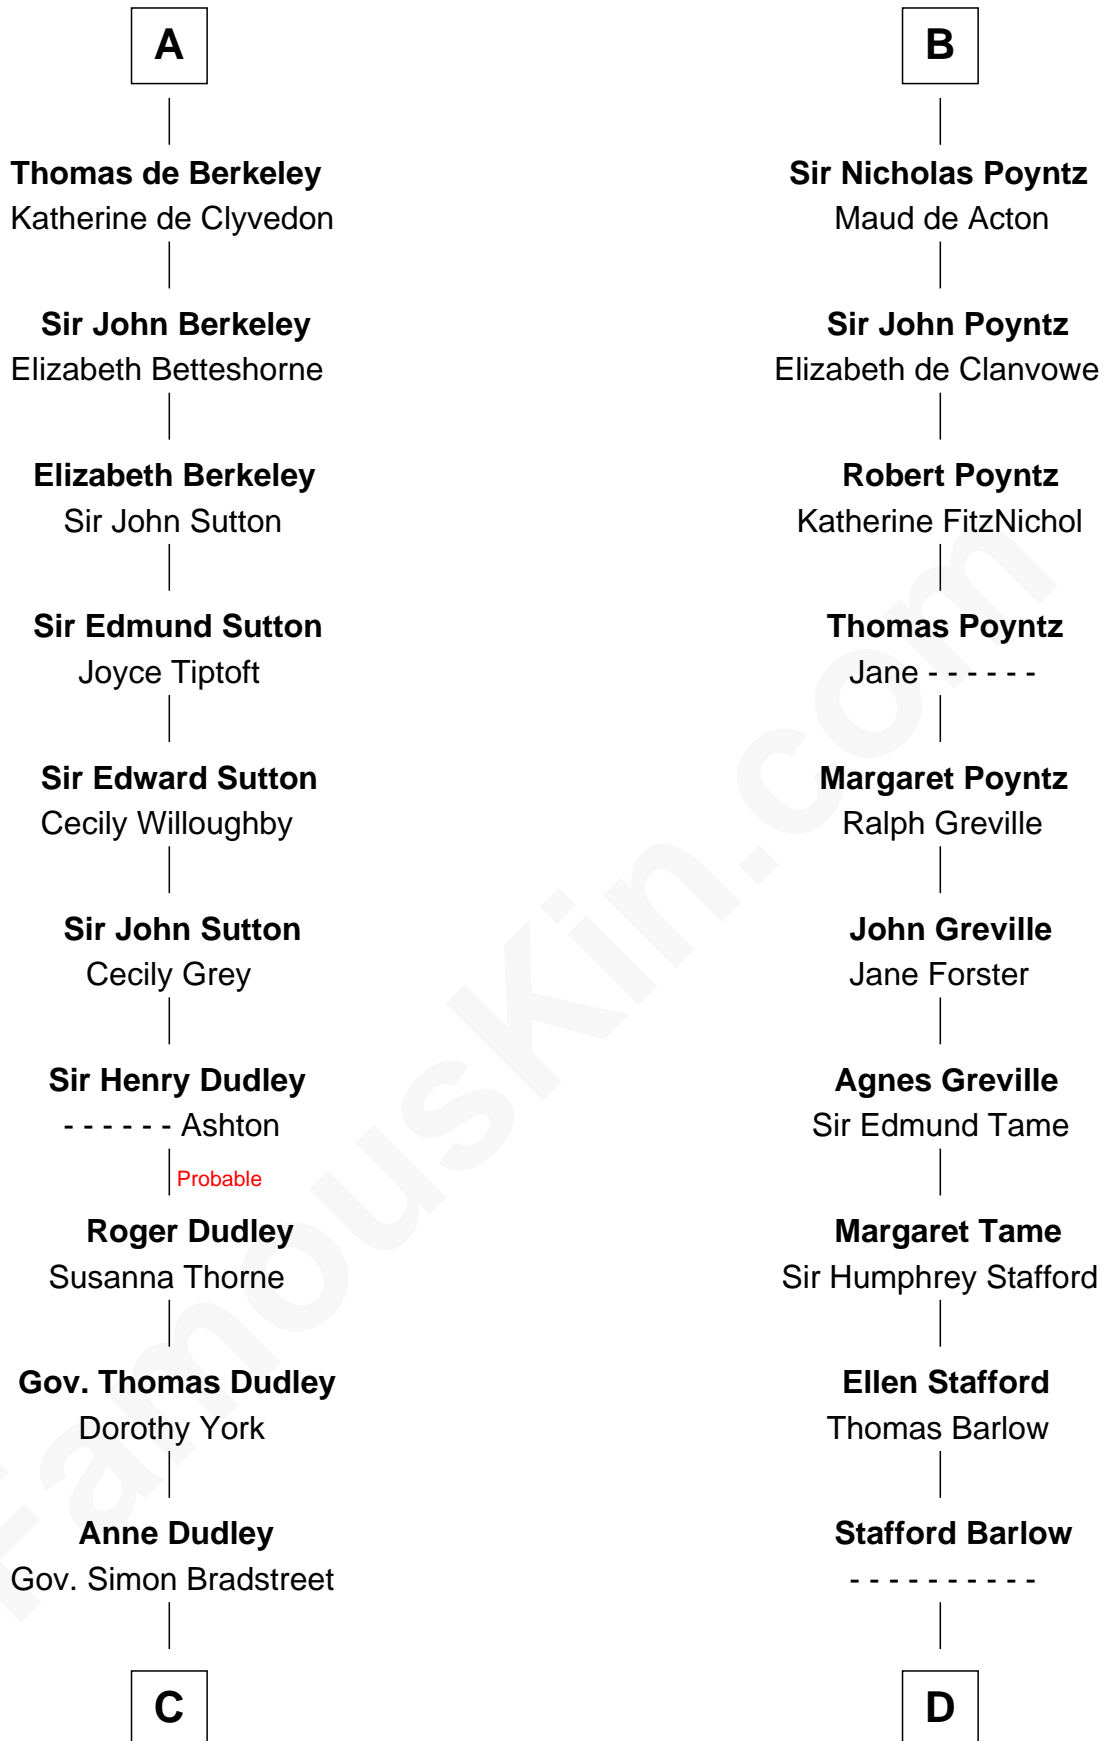 A
Thomas de Berkeley
Katherine de Clyvedon
Sir John Berkeley
Elizabeth Betteshorne
Elizabeth Berkeley
Sir John Sutton
Sir Edmund Sutton
Joyce Tiptoft
Sir Edward Sutton
Cecily Willoughby
Sir John Sutton
Cecily Grey
Sir Henry Dudley
- - - - - - Ashton
Probable
Roger Dudley
Susanna Thorne
Gov. Thomas Dudley
Dorothy York
Anne Dudley
Gov. Simon Bradstreet
C
B
Sir Nicholas Poyntz
Maud de Acton
Sir John Poyntz
Elizabeth de Clanvowe
Robert Poyntz
Katherine FitzNichol
Thomas Poyntz
Jane - - - - - -
Margaret Poyntz
Ralph Greville
John Greville
Jane Forster
Agnes Greville
Sir Edmund Tame
Margaret Tame
Sir Humphrey Stafford
Ellen Stafford
Thomas Barlow
Stafford Barlow
- - - - - - - - - -
D
FamousKin.com